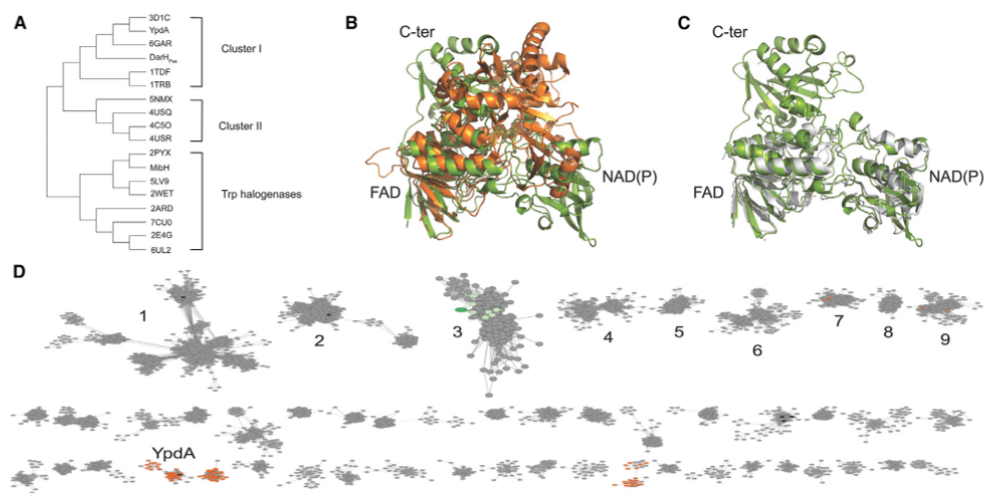 A
3D1C
YpdA
6GAR
DarH Pae
1TDF
1TRB
Cluster I
5NMX
4USQ
4C5O
4USR
Cluster II
2PYX
MibH
5LV9
2WET
2ARD
7CU0
2E4G
6UL2
Trp halogenases
B
C-ter
FAD
NAD(P)
C
C-ter
FAD
NAD(P)
D
1
2
3
4
5
6
7
8
9
YpdA